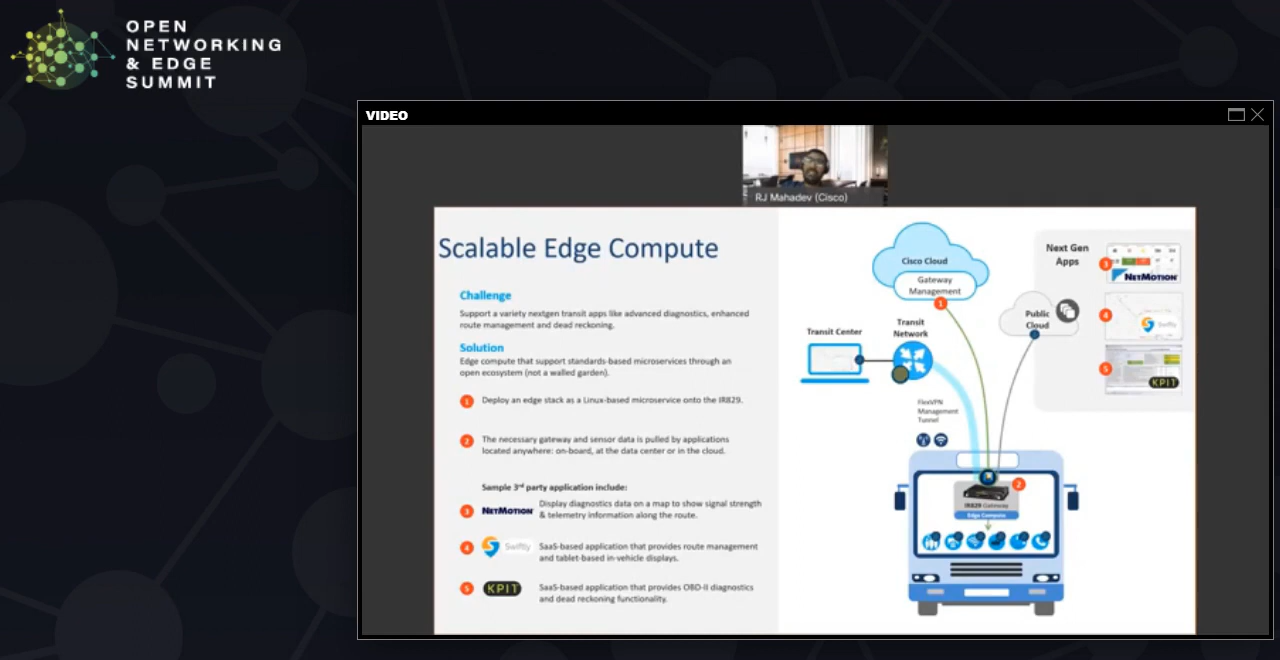 OPEN
NETWORKING
& EDGE
SUMMIT
VIDEO
RJ Mahadev (Cisco)
Scalable Edge Compute
Challenge
Support a variety nextgen transit apps like advanced diagnostics, enhanced
route management and dead reckoning.
Solution
Edge compute that support standards-based microservices through an
open ecosystem (not a walled garden).
1 Deploy an edge stack as a Linux-based microservice onto the IR829.
2 The necessary gateway and sensor data is pulled by applications
located anywhere: on-board, at the data center or in the cloud.
Sample 3rd party application include:
3 NETMOTION Display diagnostics data on a map to show signal strength
& telemetry information along the route.
4 Swiftly SaaS-based application that provides route management
and tablet-based in-vehicle displays.
5 KPIT SaaS-based application that provides OBD-II diagnostics
and dead reckoning functionality.
Cisco Cloud
Gateway
Management
1
Transit Center
Transit
Network
FlexVPN
Management
Tunnel
Public
Cloud
Next Gen
Apps
3
NETMOTION
4
Swiftly
5
KPIT
2
IR829 Gateway
Edge Compute